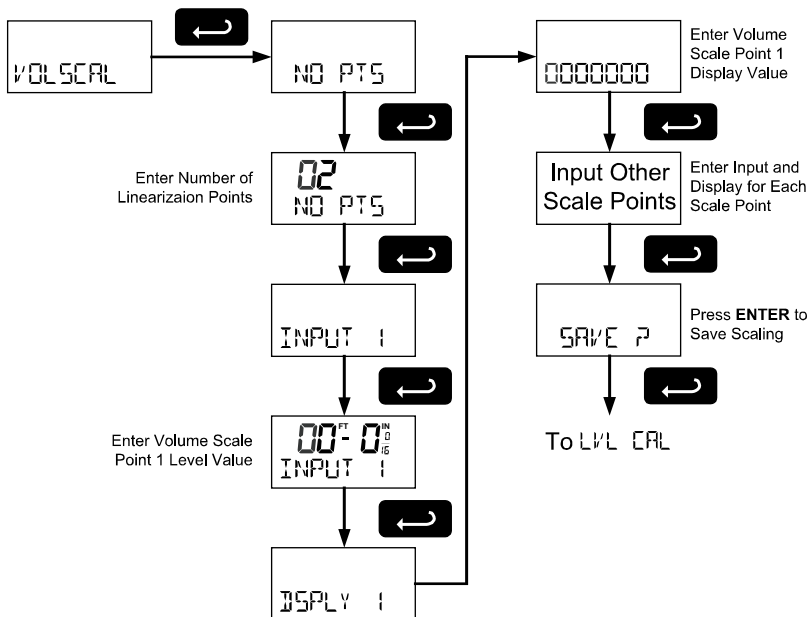 VOLSCAL
NO PTS
Enter Number of
Linearizaion Points
02
NO PTS
INPUT 1
Enter Volume Scale
Point 1 Level Value
00 FT - 0 IN 0/16
INPUT 1
DSPLY 1
0000000
Enter Volume
Scale Point 1
Display Value
Input Other
Scale Points
Enter Input and
Display for Each
Scale Point
SAVE ?
Press ENTER to
Save Scaling
To LVL CAL